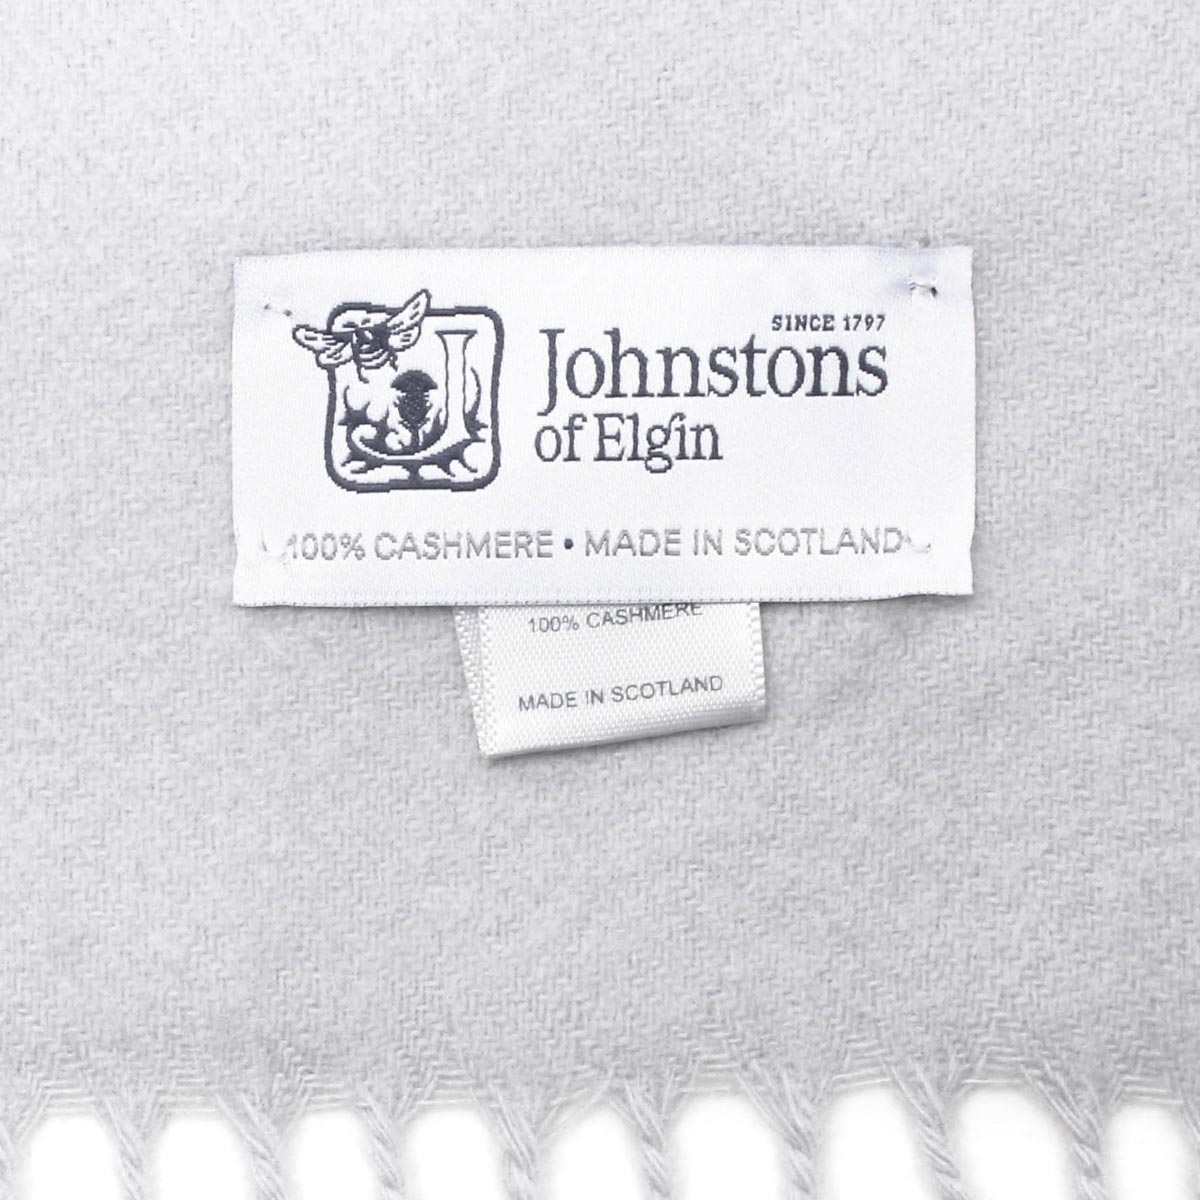 SINCE 1797
Johnstons
of Elgin
100% CASHMERE • MADE IN SCOTLAND
100% CASHMERE
MADE IN SCOTLAND